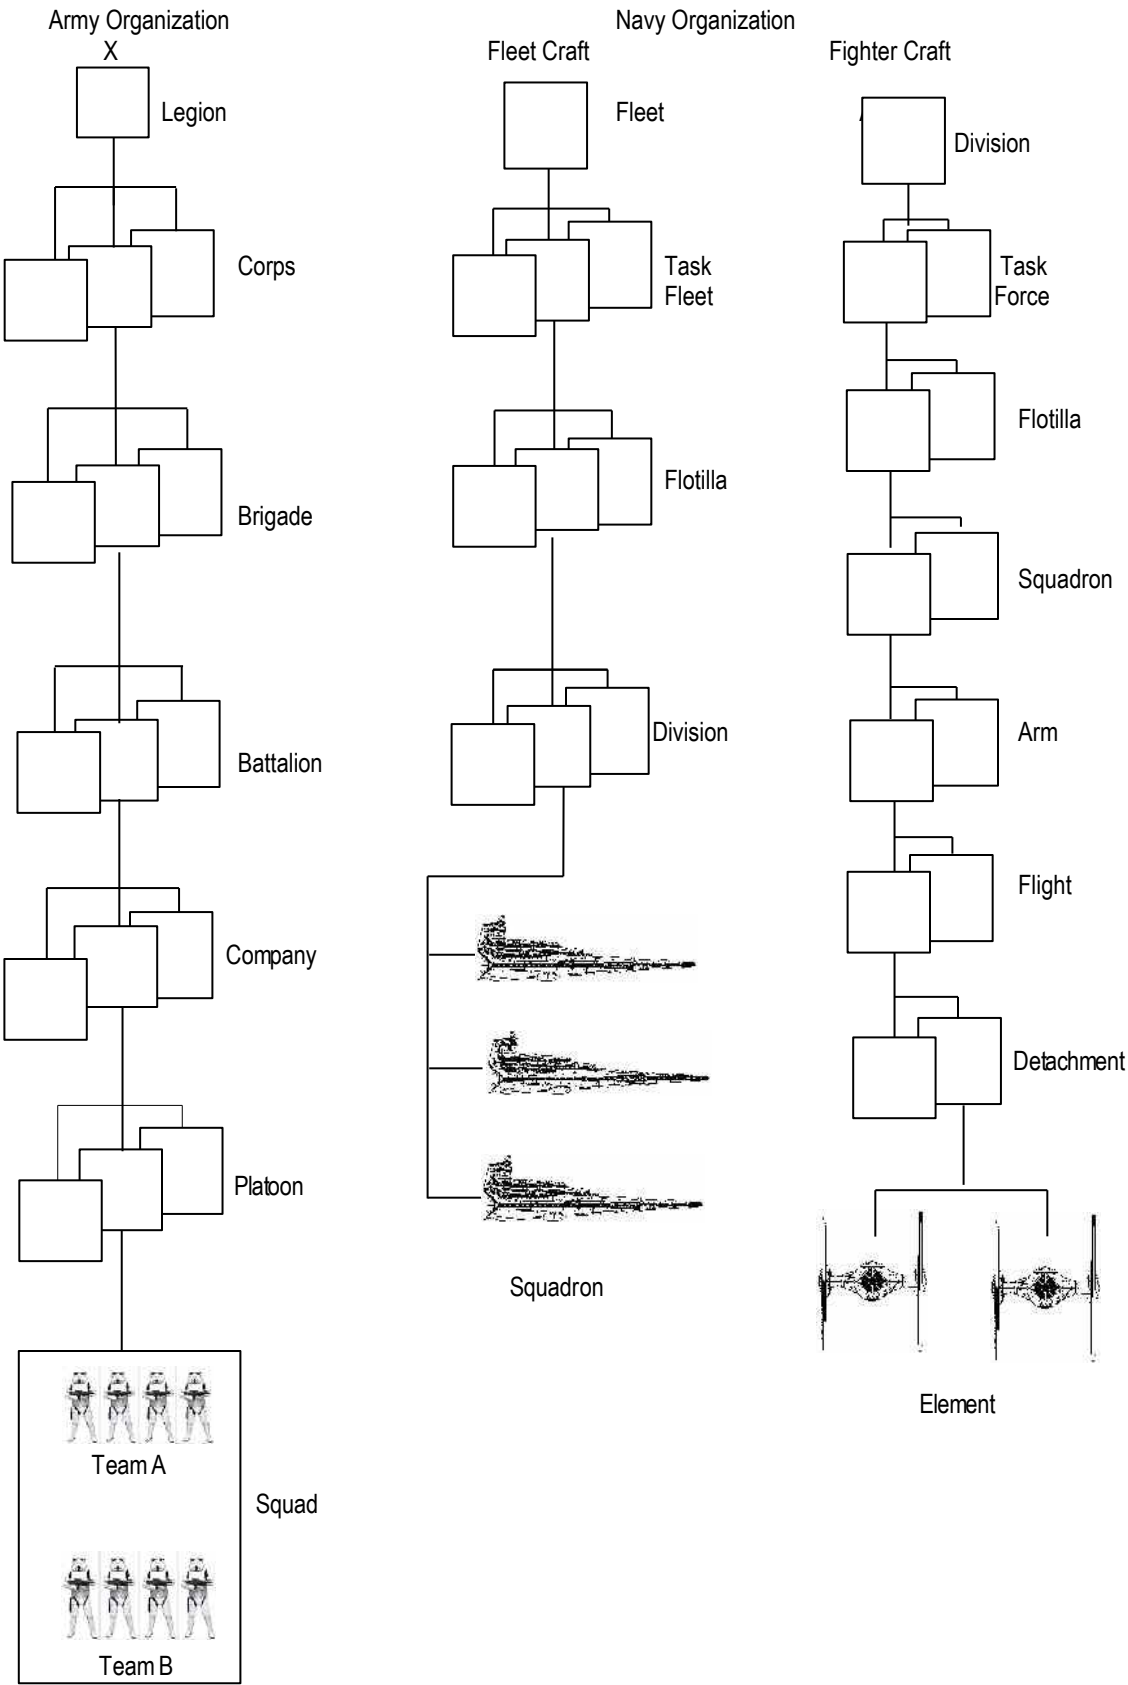 Army Organization
X
Legion
Corps
Brigade
Battalion
Company
Platoon
Team A
Squad
Team B
Navy Organization
Fleet Craft
Fleet
Task
Fleet
Flotilla
Division
Squadron
Fighter Craft
Division
Task
Force
Flotilla
Squadron
Arm
Flight
Detachment
Element